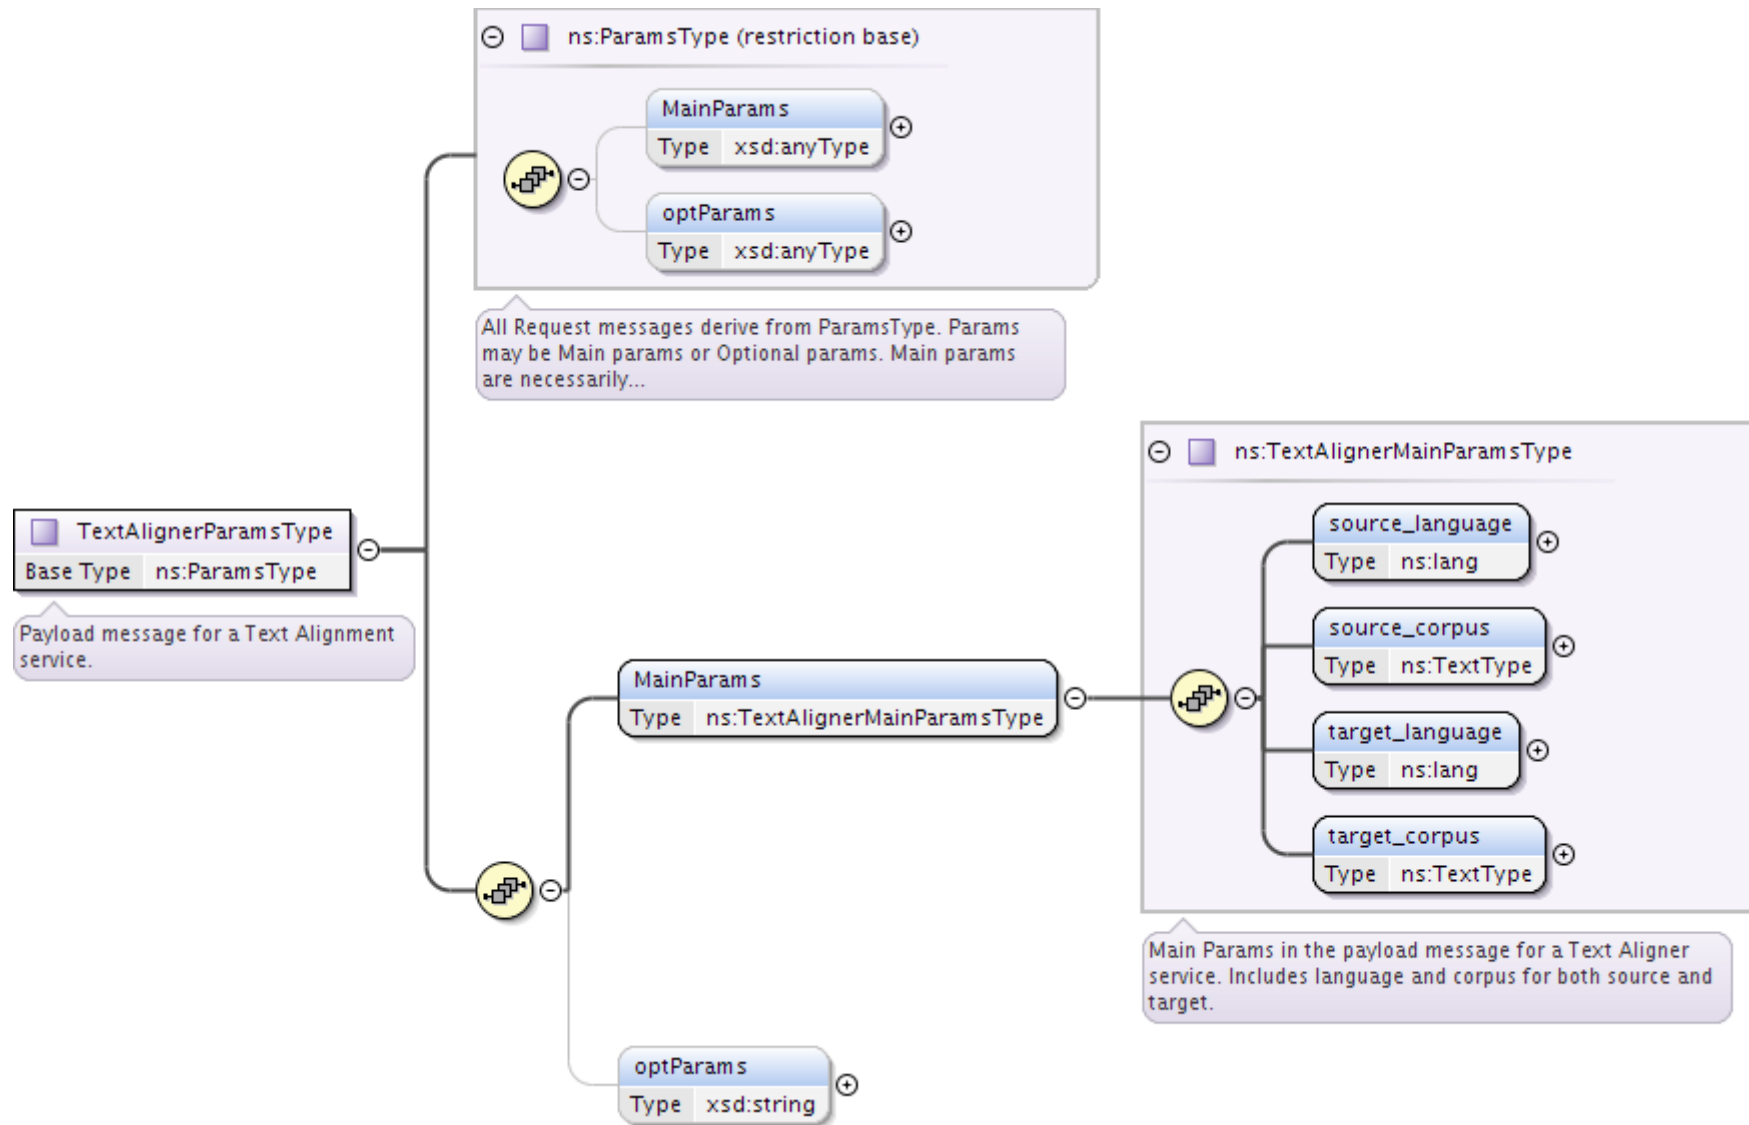 ns:ParamsType (restriction base)
MainParams
Type xsd:anyType
optParams
Type xsd:anyType
All Request messages derive from ParamsType. Params
may be Main params or Optional params. Main params
are necessarily...
TextAlignerParamsType
Base Type ns:ParamsType
Payload message for a Text Alignment
service.
MainParams
Type ns:TextAlignerMainParamsType
ns:TextAlignerMainParamsType
source_language
Type ns:lang
source_corpus
Type ns:TextType
target_language
Type ns:lang
target_corpus
Type ns:TextType
Main Params in the payload message for a Text Aligner
service. Includes language and corpus for both source and
target.
optParams
Type xsd:string